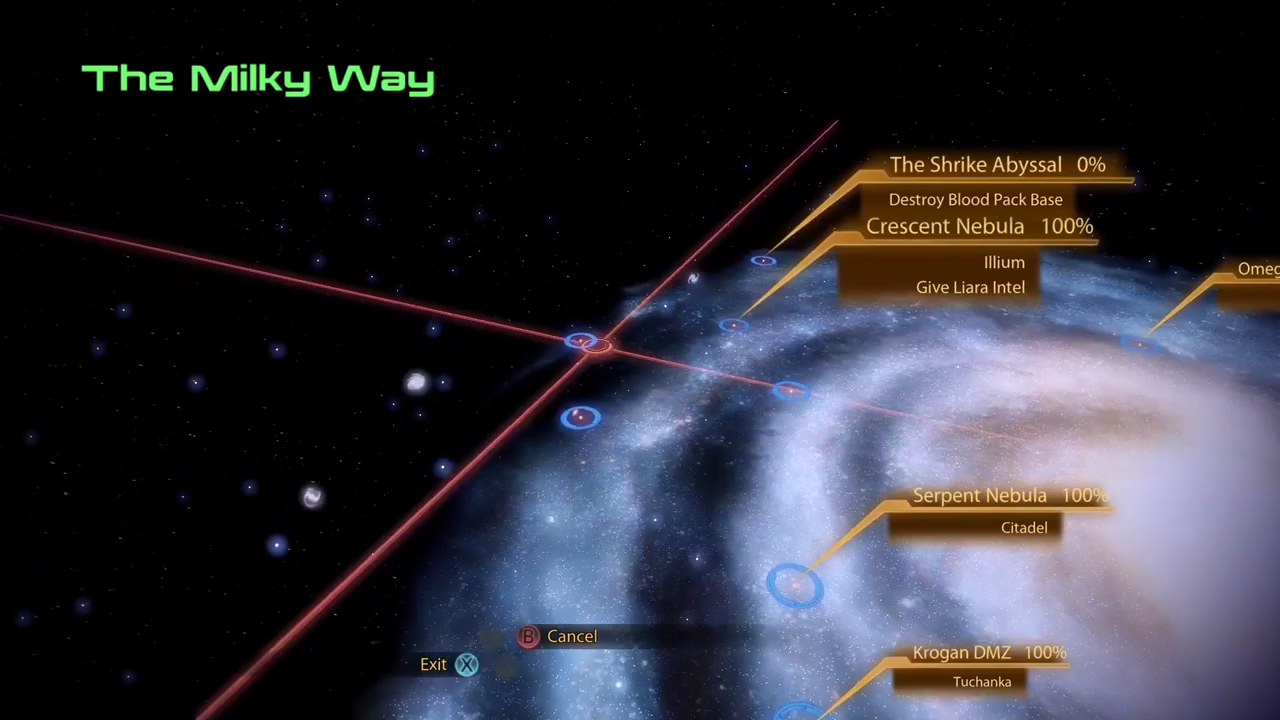 The Milky Way
The Shrike Abyssal 0%
Destroy Blood Pack Base
Crescent Nebula 100%
Illium
Give Liara Intel
Omeg
Serpent Nebula 100%
Citadel
B Cancel
Exit X
Krogan DMZ 100%
Tuchanka